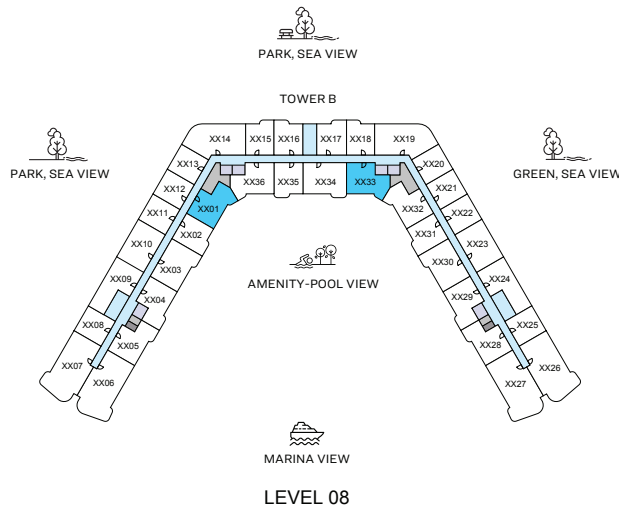 PARK, SEA VIEW
TOWER B
PARK, SEA VIEW
GREEN, SEA VIEW
XX14
XX15
XX16
XX17
XX18
XX19
XX13
XX20
XX36
XX35
XX34
XX33
XX12
XX21
XX01
XX32
XX11
XX22
XX02
XX31
XX10
XX23
XX03
XX30
XX09
XX24
XX04
XX29
XX08
XX25
XX05
XX28
XX07
XX26
XX06
XX27
AMENITY-POOL VIEW
MARINA VIEW
LEVEL 08